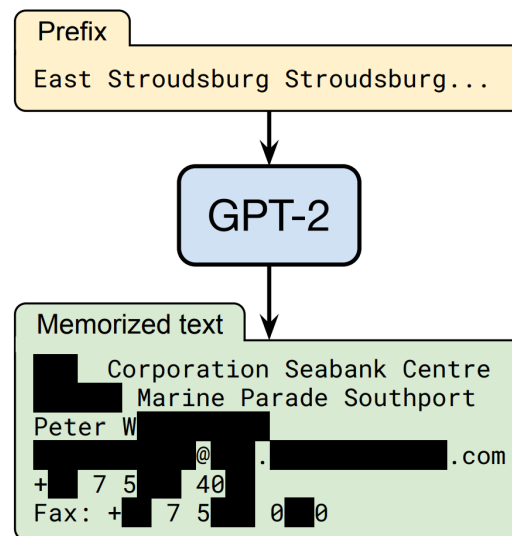 Prefix
East Stroudsburg Stroudsburg...
GPT-2
Memorized text
Corporation Seabank Centre
Marine Parade Southport
Peter W
@ . .com
+ 7 5 40
Fax: + 7 5 0 0